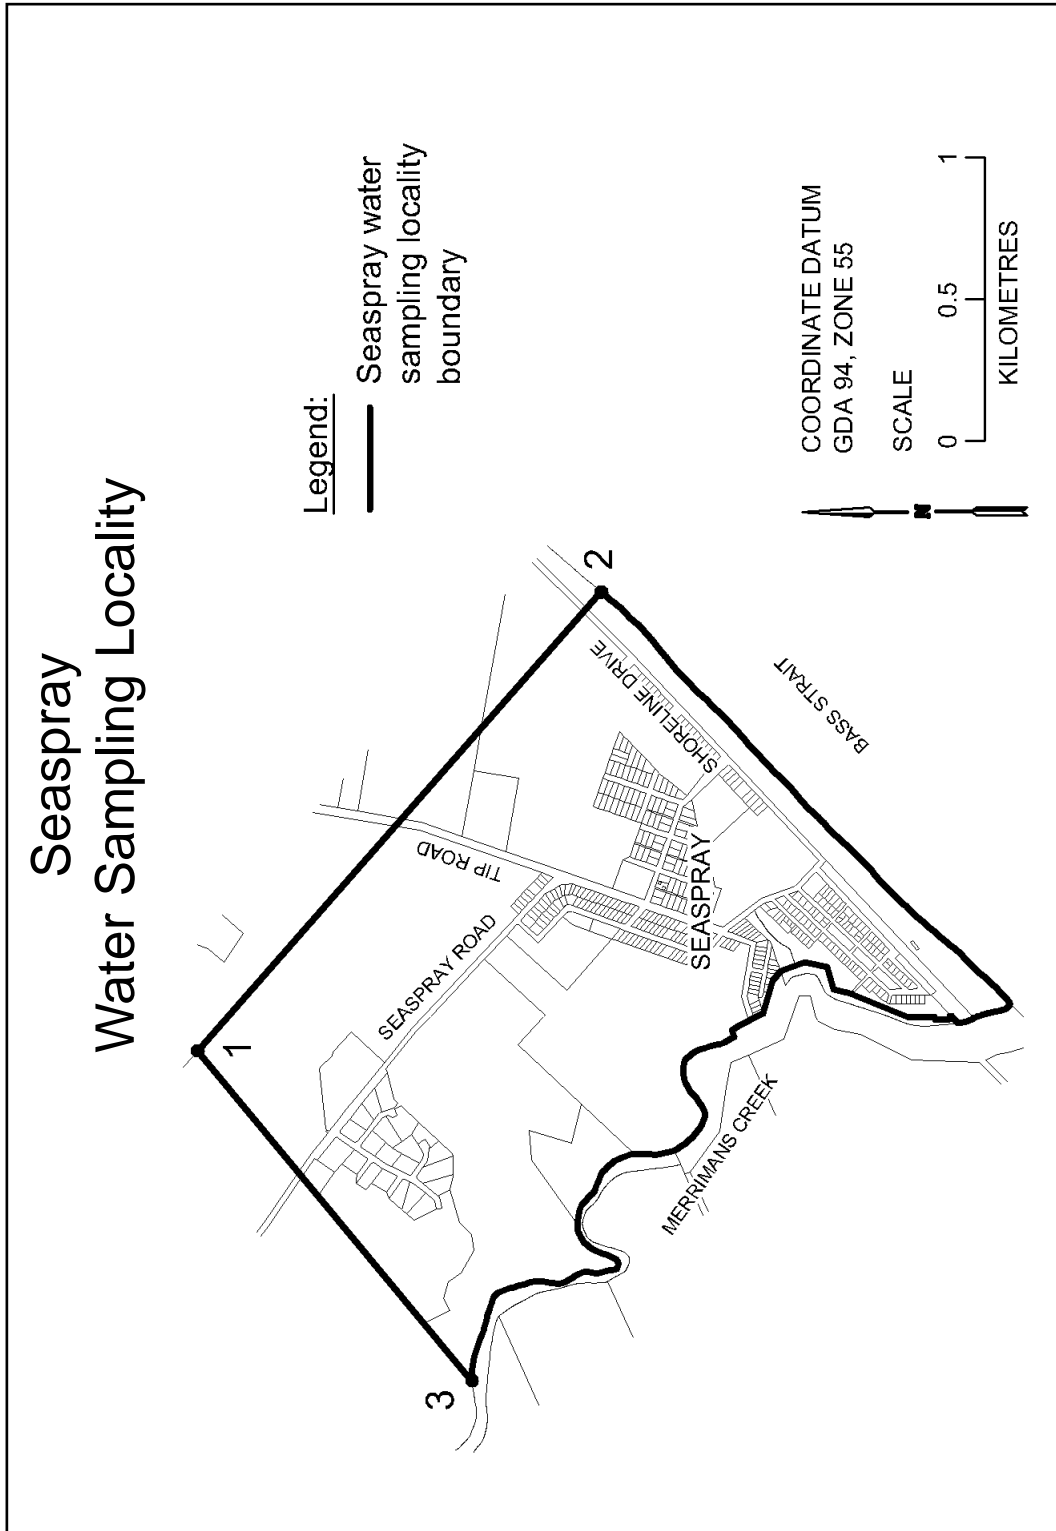 Seaspray
Water Sampling Locality
Legend:
Seaspray water
sampling locality
boundary
1
2
3
SEASPRAY ROAD
TIP ROAD
SHORELINE DRIVE
SEASPRAY
BASS STRAIT
MERRIMANS CREEK
N
COORDINATE DATUM
GDA 94, ZONE 55
SCALE
0 0.5 1
KILOMETRES